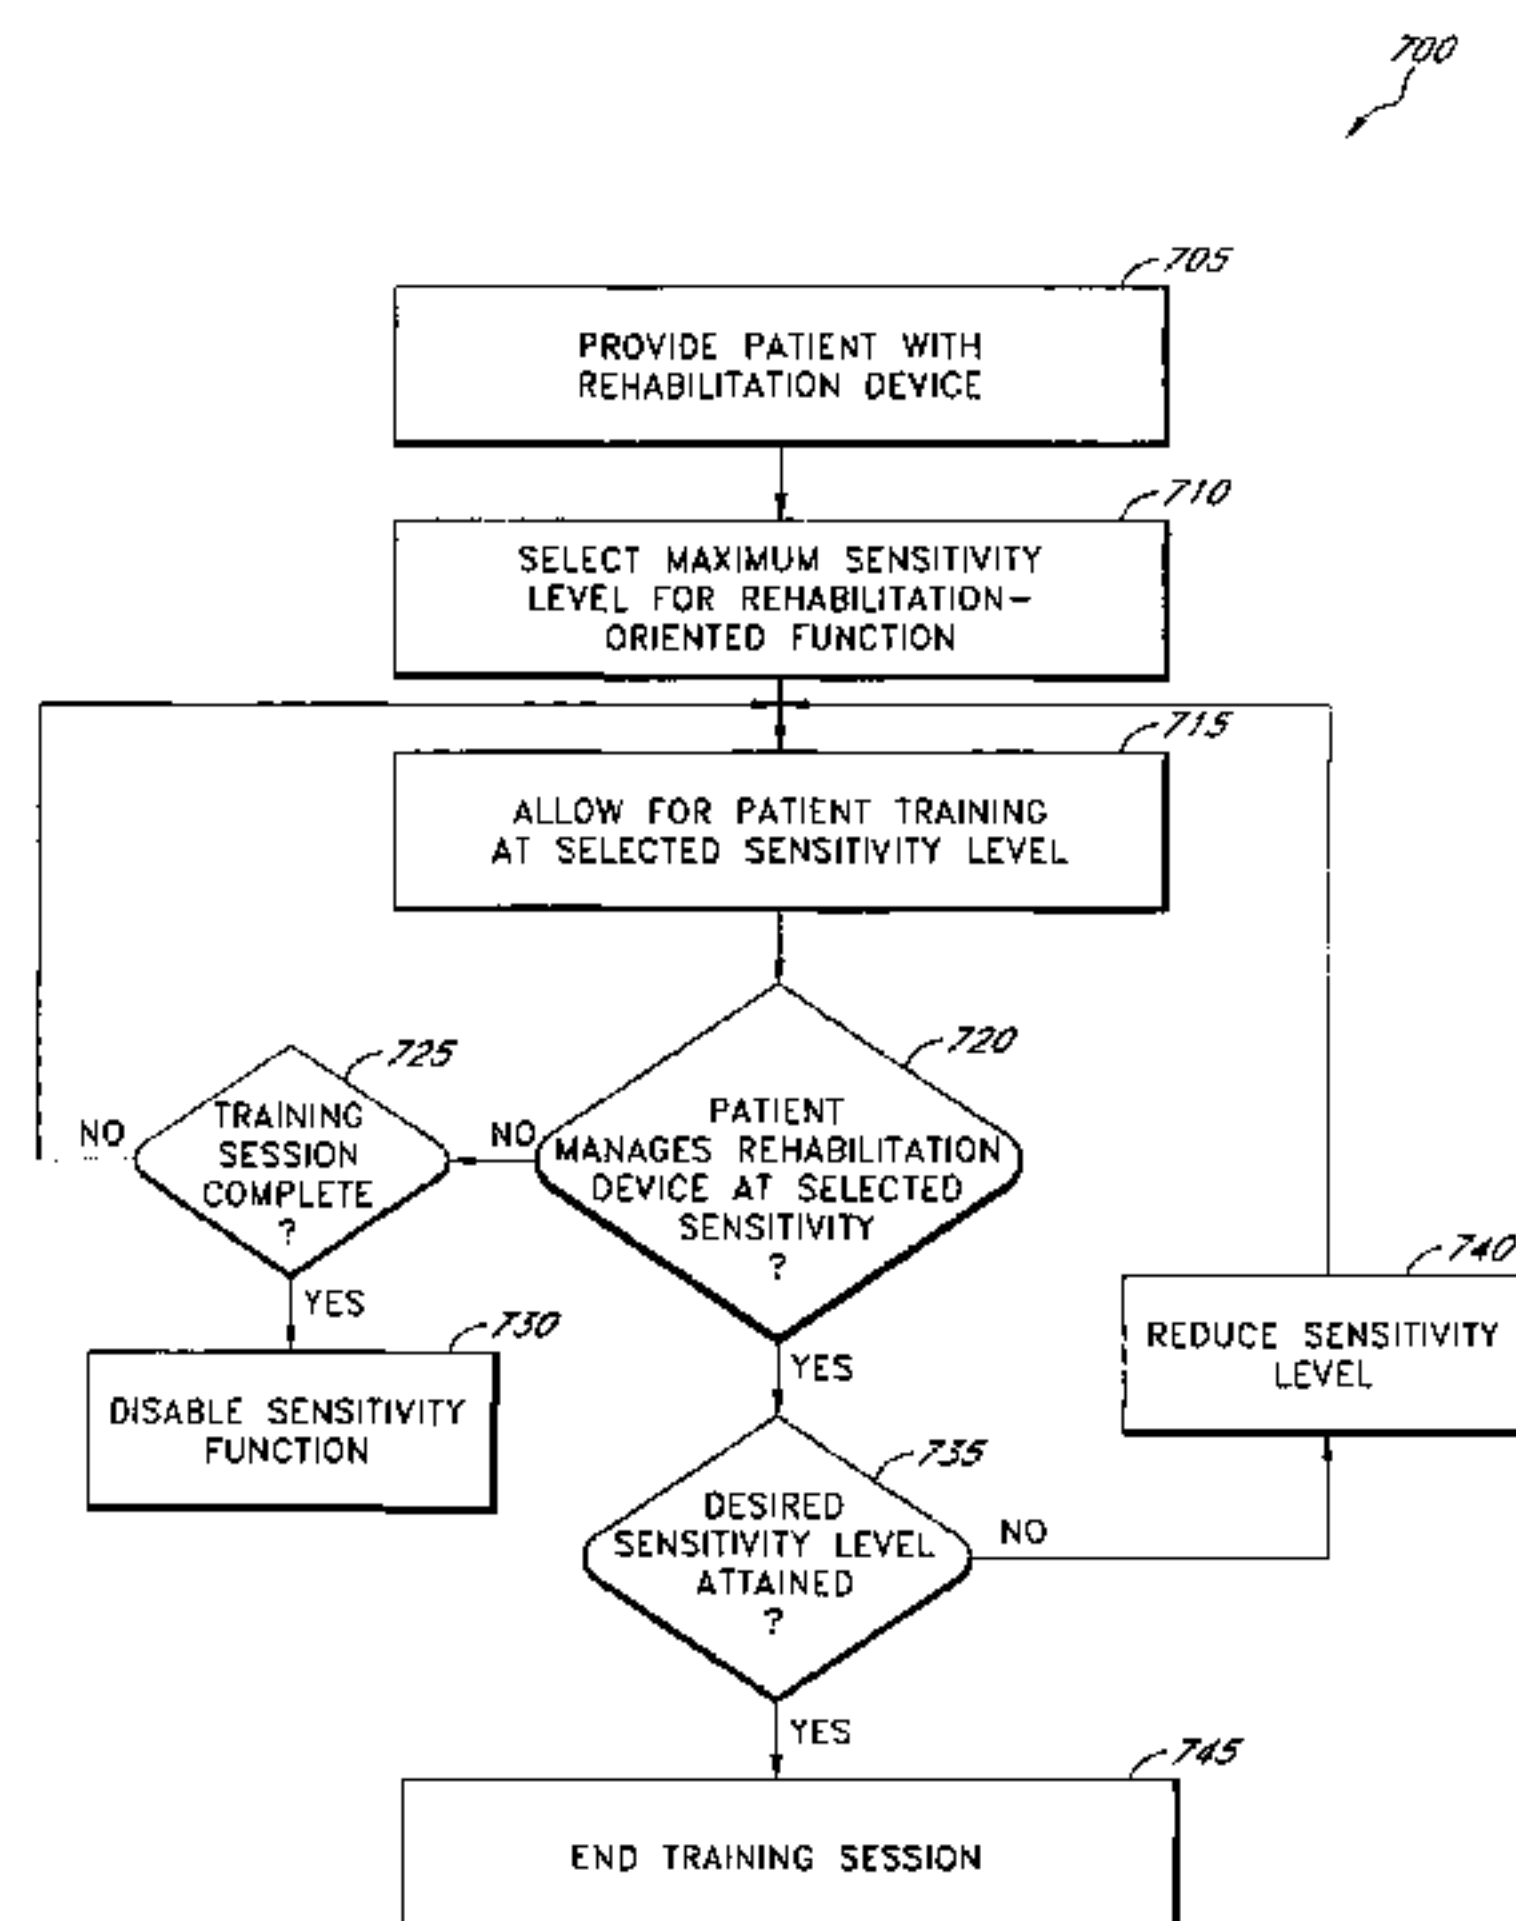 700
705
PROVIDE PATIENT WITH
REHABILITATION DEVICE
710
SELECT MAXIMUM SENSITIVITY
LEVEL FOR REHABILITATION-
ORIENTED FUNCTION
715
ALLOW FOR PATIENT TRAINING
AT SELECTED SENSITIVITY LEVEL
720
PATIENT
MANAGES REHABILITATION
DEVICE AT SELECTED
SENSITIVITY
?
NO
725
TRAINING
SESSION
COMPLETE
?
NO
YES
730
DISABLE SENSITIVITY
FUNCTION
YES
735
DESIRED
SENSITIVITY LEVEL
ATTAINED
?
NO
740
REDUCE SENSITIVITY
LEVEL
YES
745
END TRAINING SESSION